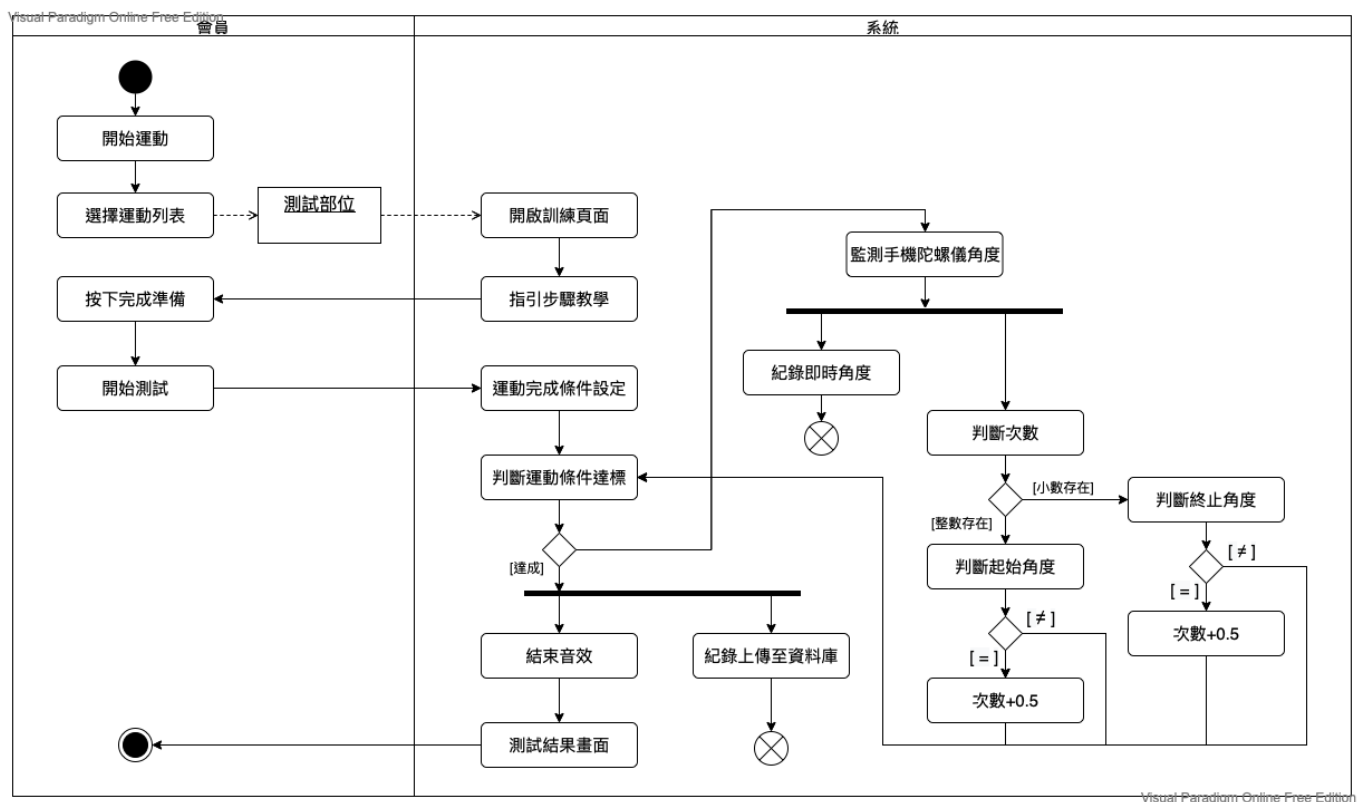 Visual Paradigm Online Free Edition
會員
系統
開始運動
選擇運動列表
測試部位
開啟訓練頁面
監測手機陀螺儀角度
按下完成準備
指引步驟教學
紀錄即時角度
開始測試
運動完成條件設定
判斷次數
判斷運動條件達標
[小數存在]
判斷終止角度
[整數存在]
[達成]
判斷起始角度
[ ≠ ]
[ = ]
[ ≠ ]
次數+0.5
結束音效
紀錄上傳至資料庫
[ = ]
次數+0.5
測試結果畫面
Visual Paradigm Online Free Edition